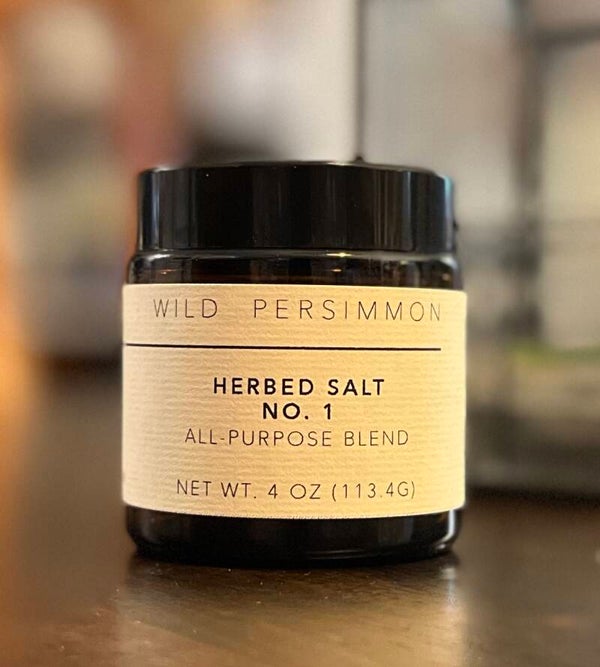 WILD PERSIMMON
HERBED SALT
NO. 1
ALL-PURPOSE BLEND
NET WT. 4 OZ (113.4G)